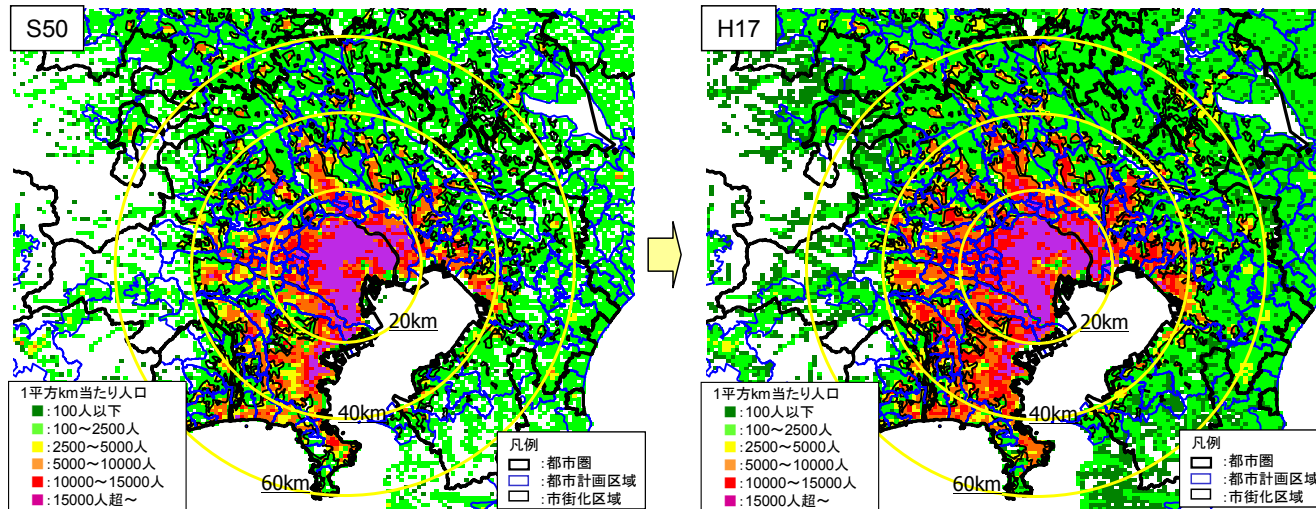 S50
20km
40km
60km
1平方km当たり人口
:100人以下
:100～2500人
:2500～5000人
:5000～10000人
:10000～15000人
:15000人超～
凡例
:都市圏
:都市計画区域
:市街化区域
H17
20km
40km
60km
1平方km当たり人口
:100人以下
:100～2500人
:2500～5000人
:5000～10000人
:10000～15000人
:15000人超～
凡例
:都市圏
:都市計画区域
:市街化区域